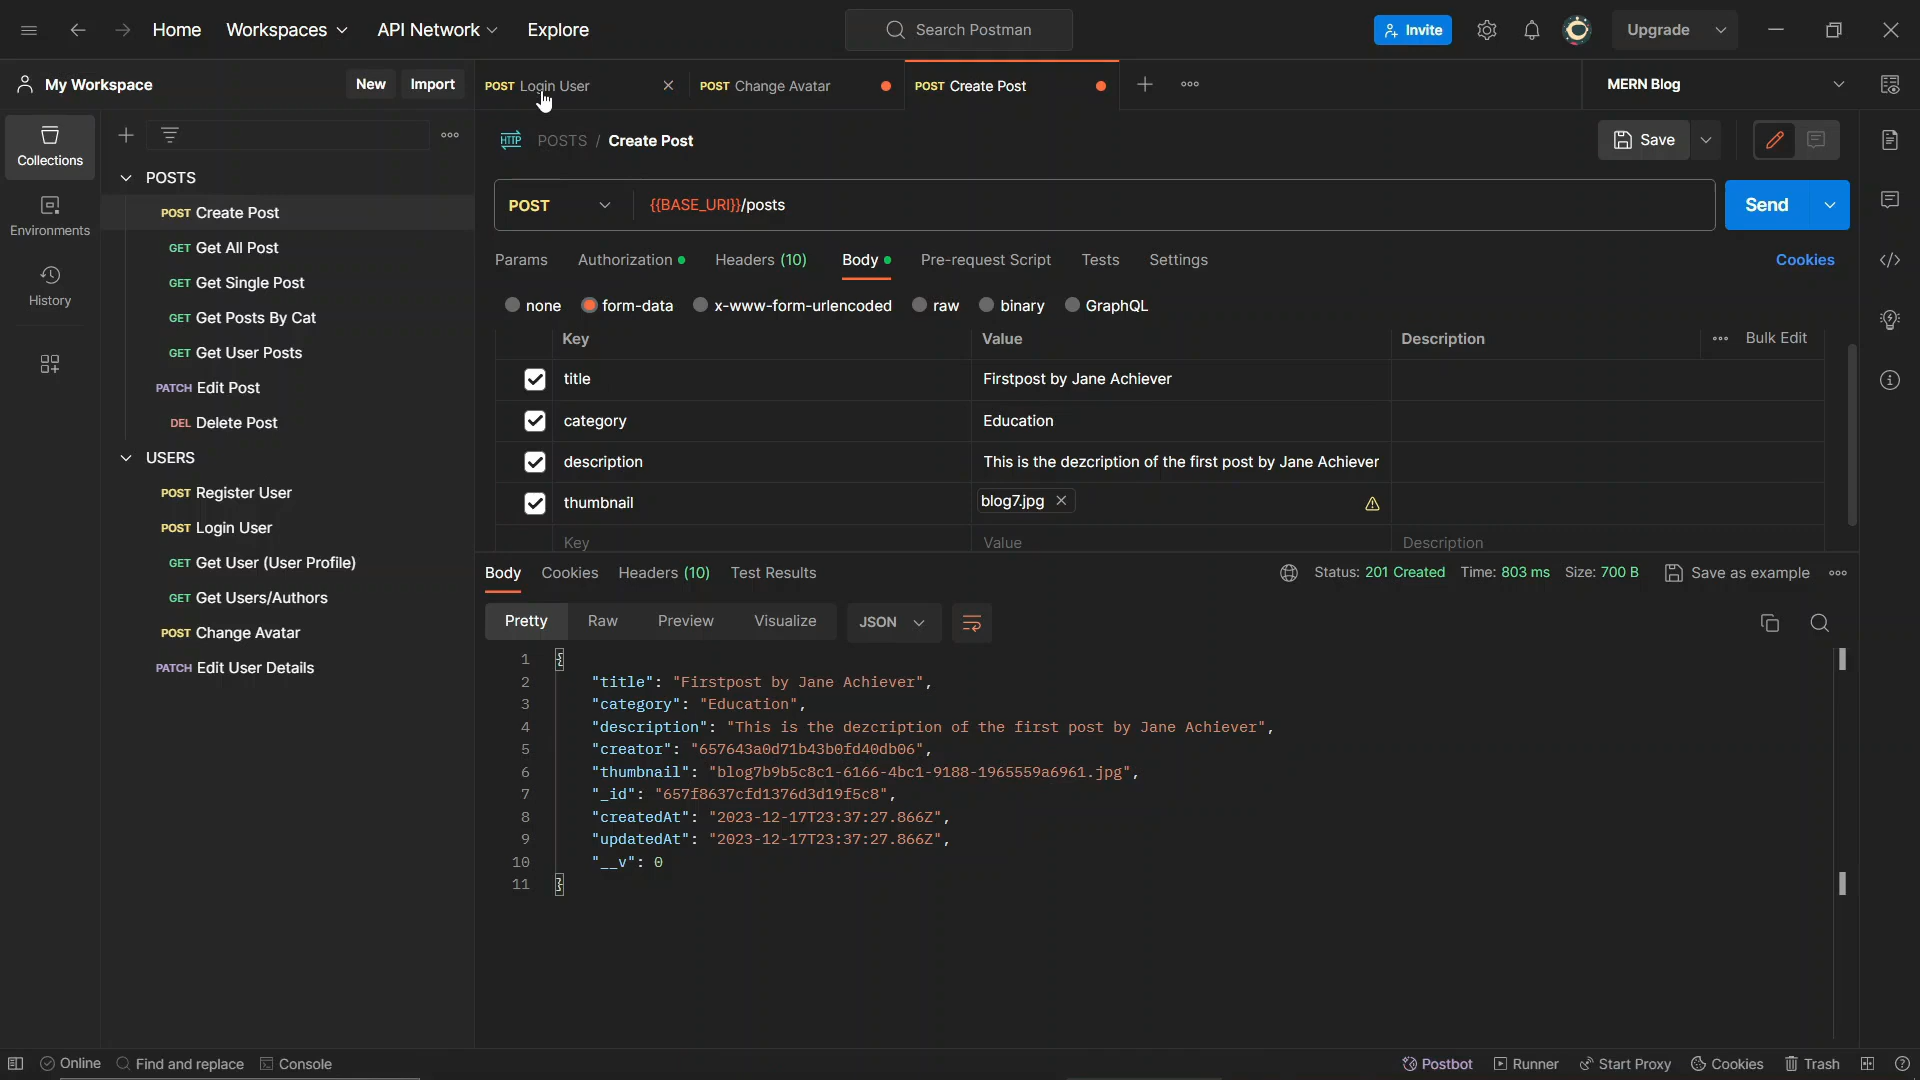 Home Workspaces API Network Explore Search Postman Invite Upgrade
My Workspace New Import POST Login User POST Change Avatar POST Create Post MERN Blog
Collections
Environments
History
POSTS
POST Create Post
GET Get All Post
GET Get Single Post
GET Get Posts By Cat
GET Get User Posts
PATCH Edit Post
DEL Delete Post
USERS
POST Register User
POST Login User
GET Get User (User Profile)
GET Get Users/Authors
POST Change Avatar
PATCH Edit User Details
HTTP POSTS / Create Post Save
POST {{BASE_URI}}/posts Send
Params Authorization Headers (10) Body Pre-request Script Tests Settings Cookies
none form-data x-www-form-urlencoded raw binary GraphQL
Key Value Description Bulk Edit
title Firstpost by Jane Achiever
category Education
description This is the dezcription of the first post by Jane Achiever
thumbnail blog7.jpg
Key Value Description
Body Cookies Headers (10) Test Results Status: 201 Created Time: 803 ms Size: 700 B Save as example
Pretty Raw Preview Visualize JSON
1 {
2 "title": "Firstpost by Jane Achiever",
3 "category": "Education",
4 "description": "This is the dezcription of the first post by Jane Achiever",
5 "creator": "657643a0d71b43b0fd40db06",
6 "thumbnail": "blog7b9b5c8c1-6166-4bc1-9188-1965559a6961.jpg",
7 "_id": "657f8637cfd1376d3d19f5c8",
8 "createdAt": "2023-12-17T23:37:27.866Z",
9 "updatedAt": "2023-12-17T23:37:27.866Z",
10 "__v": 0
11 }
Online Find and replace Console Postbot Runner Start Proxy Cookies Trash